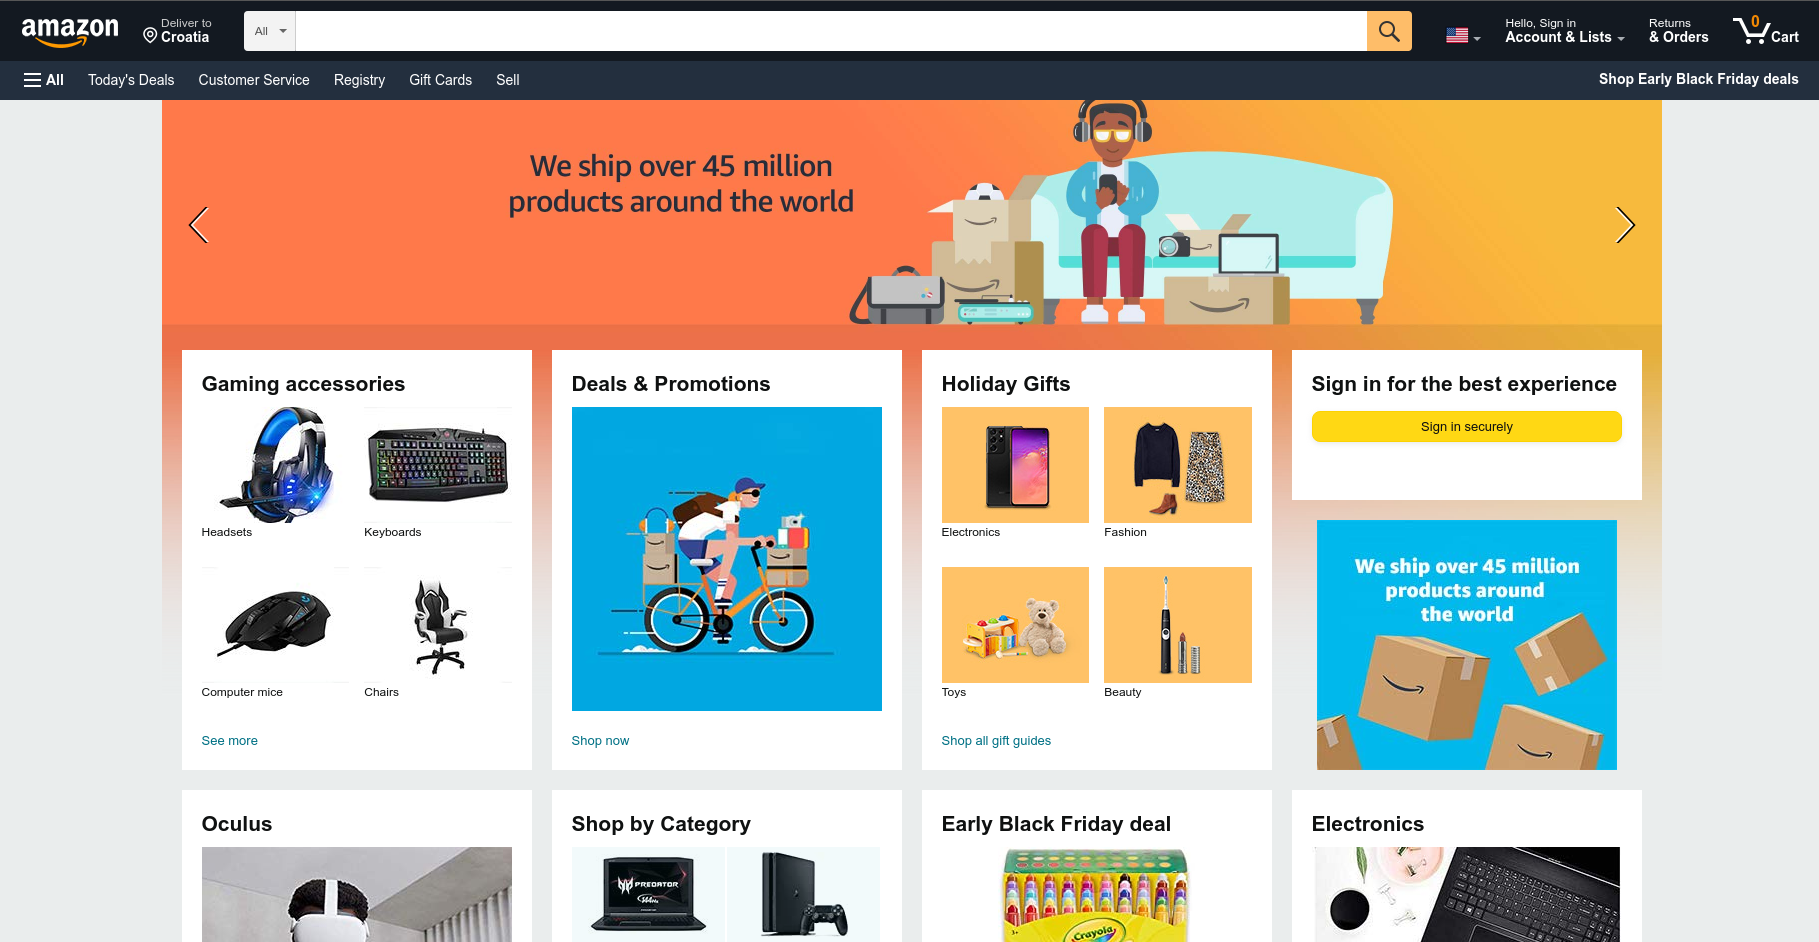 amazon
Deliver to
Croatia
All
Hello, Sign in
Account & Lists
Returns
& Orders
0
Cart
All
Today's Deals
Customer Service
Registry
Gift Cards
Sell
Shop Early Black Friday deals
We ship over 45 million
products around the world
Gaming accessories
Headsets
Keyboards
Computer mice
Chairs
See more
Deals & Promotions
Shop now
Holiday Gifts
Electronics
Fashion
Toys
Beauty
Shop all gift guides
Sign in for the best experience
Sign in securely
We ship over 45 million
products around
the world
Oculus
Shop by Category
PREDATOR
Early Black Friday deal
3+
Crayola
Electronics